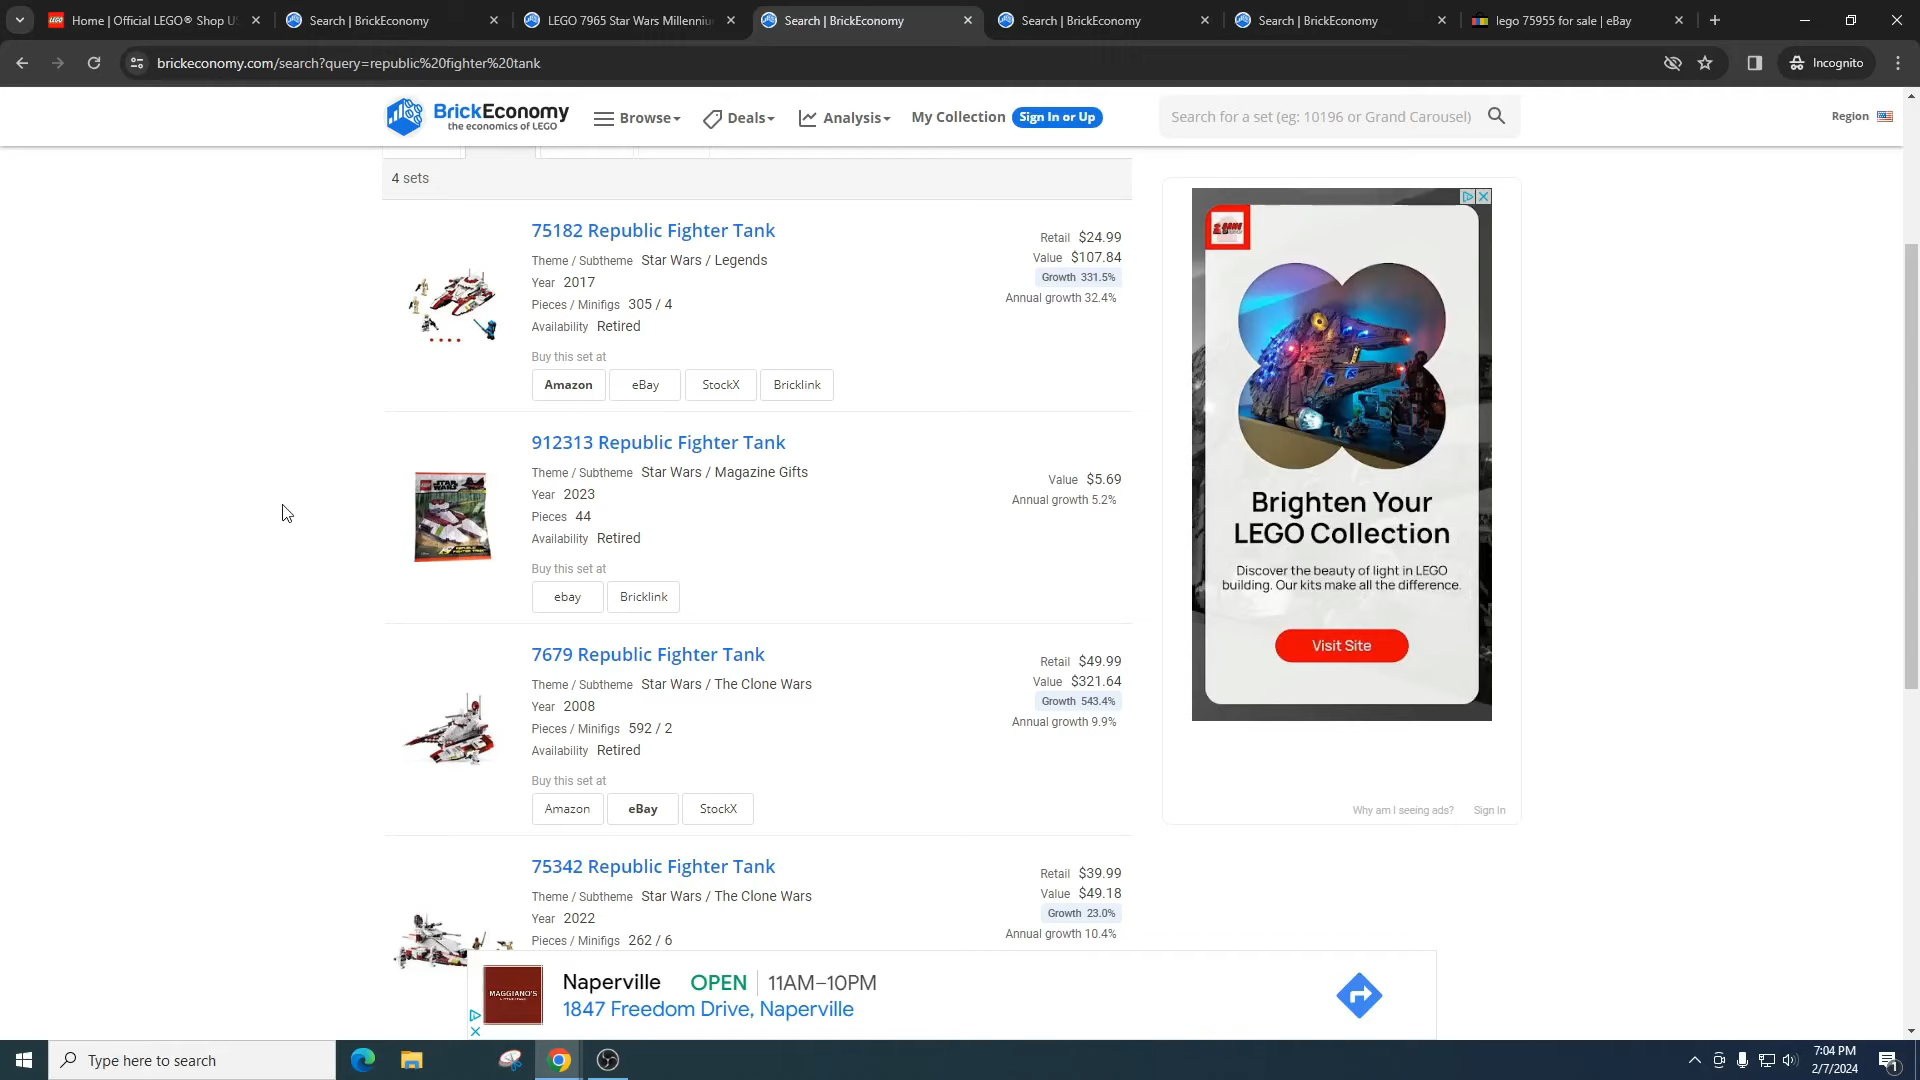 Home | Official LEGO® Shop U
Search | BrickEconomy
LEGO 7965 Star Wars Millenniu
Search | BrickEconomy
Search | BrickEconomy
Search | BrickEconomy
lego 75955 for sale | eBay
brickeconomy.com/search?query=republic%20fighter%20tank
Incognito
BrickEconomy
the economics of LEGO
Browse
Deals
Analysis
My Collection
Sign In or Up
Search for a set (eg: 10196 or Grand Carousel)
Region
4 sets
75182 Republic Fighter Tank
Theme / Subtheme Star Wars / Legends
Year 2017
Pieces / Minifigs 305 / 4
Availability Retired
Retail $24.99
Value $107.84
Growth 331.5%
Annual growth 32.4%
Buy this set at
Amazon eBay StockX Bricklink
912313 Republic Fighter Tank
Theme / Subtheme Star Wars / Magazine Gifts
Year 2023
Pieces 44
Availability Retired
Value $5.69
Annual growth 5.2%
Buy this set at
ebay Bricklink
7679 Republic Fighter Tank
Theme / Subtheme Star Wars / The Clone Wars
Year 2008
Pieces / Minifigs 592 / 2
Availability Retired
Retail $49.99
Value $321.64
Growth 543.4%
Annual growth 9.9%
Buy this set at
Amazon eBay StockX
75342 Republic Fighter Tank
Theme / Subtheme Star Wars / The Clone Wars
Year 2022
Pieces / Minifigs 262 / 6
Retail $39.99
Value $49.18
Growth 23.0%
Annual growth 10.4%
Brighten Your
LEGO Collection
Discover the beauty of light in LEGO
building. Our kits make all the difference.
Visit Site
Why am I seeing ads? Sign In
MAGGIANO'S
Naperville OPEN 11AM–10PM
1847 Freedom Drive, Naperville
Type here to search
7:04 PM
2/7/2024